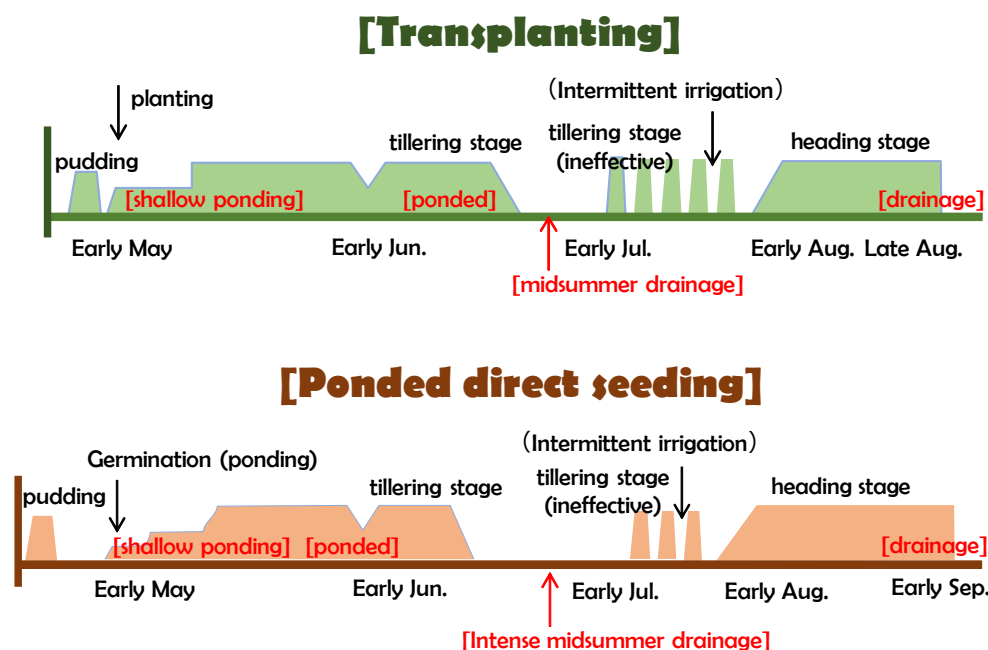 [Transplanting]
planting
(Intermittent irrigation)
pudding
tillering stage
tillering stage
(ineffective)
heading stage
[shallow ponding]
[ponded]
[drainage]
Early May
Early Jun.
Early Jul.
Early Aug.
Late Aug.
[midsummer drainage]
[Ponded direct seeding]
Germination (ponding)
(Intermittent irrigation)
pudding
tillering stage
tillering stage
(ineffective)
heading stage
[shallow ponding]
[ponded]
[drainage]
Early May
Early Jun.
Early Jul.
Early Aug.
Early Sep.
[Intense midsummer drainage]